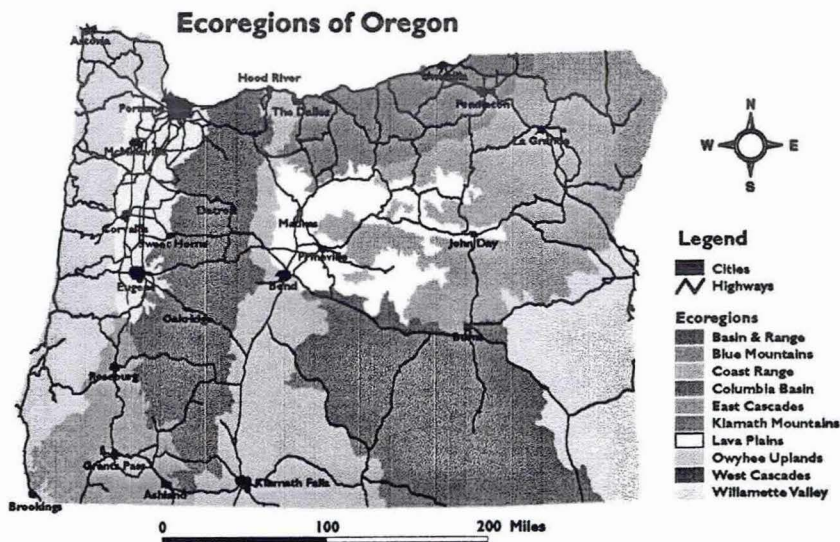 Ecoregions of Oregon
Astoria
Hood River
Portland
The Dalles
Umatilla
Pendleton
McMinnville
La Grande
N
W E
S
Detroit
Corvallis
Sweet Home
Madras
Prineville
John Day
Eugene
Bend
Oakridge
Burns
Roseburg
Grants Pass
Ashland
Klamath Falls
Brookings
0 100 200 Miles
Legend
Cities
Highways
Ecoregions
Basin & Range
Blue Mountains
Coast Range
Columbia Basin
East Cascades
Klamath Mountains
Lava Plains
Owyhee Uplands
West Cascades
Willamette Valley